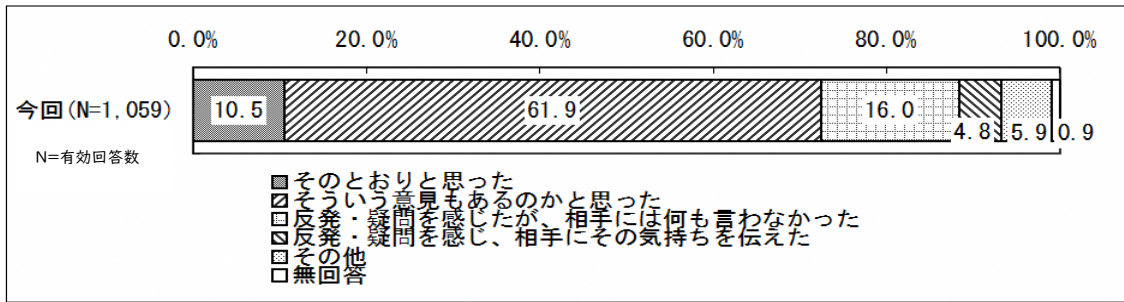 0.0% 20.0% 40.0% 60.0% 80.0% 100.0%
今回(N=1,059) 10.5 61.9 16.0 4.8 5.9 0.9
N=有効回答数
そのとおりと思った
そういう意見もあるのかと思った
反発・疑問を感じたが、相手には何も言わなかった
反発・疑問を感じ、相手にその気持ちを伝えた
その他
無回答